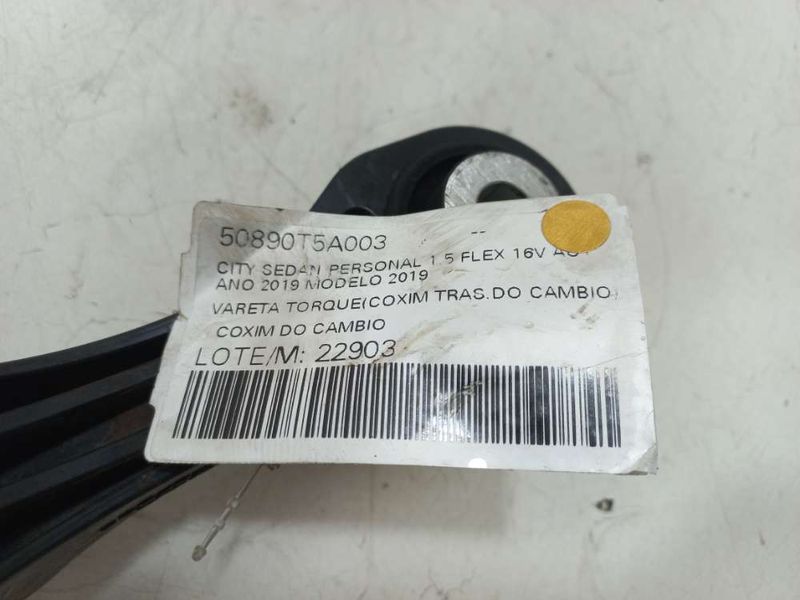 50890T5A003 --
CITY SEDAN PERSONAL 1.5 FLEX 16V
ANO 2019 MODELO 2019
VARETA TORQUE(COXIM TRAS.DO CAMBIO)
COXIM DO CAMBIO
LOTE/M: 22903